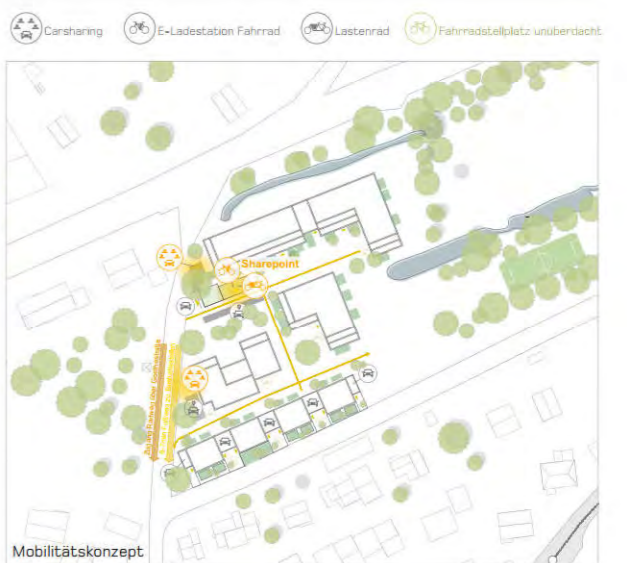 Carsharing
E-Ladestation Fahrrad
Lastenrad
Fahrradstellplatz unüberdacht
Sharepoint
Mobilitätskonzept